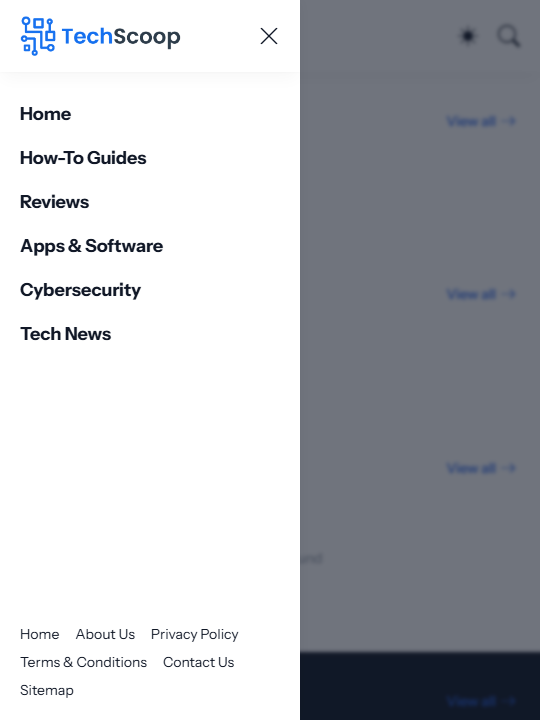 TechScoop
Home
How-To Guides
Reviews
Apps & Software
Cybersecurity
Tech News
Home About Us Privacy Policy
Terms & Conditions Contact Us
Sitemap
View all
View all
View all
View all